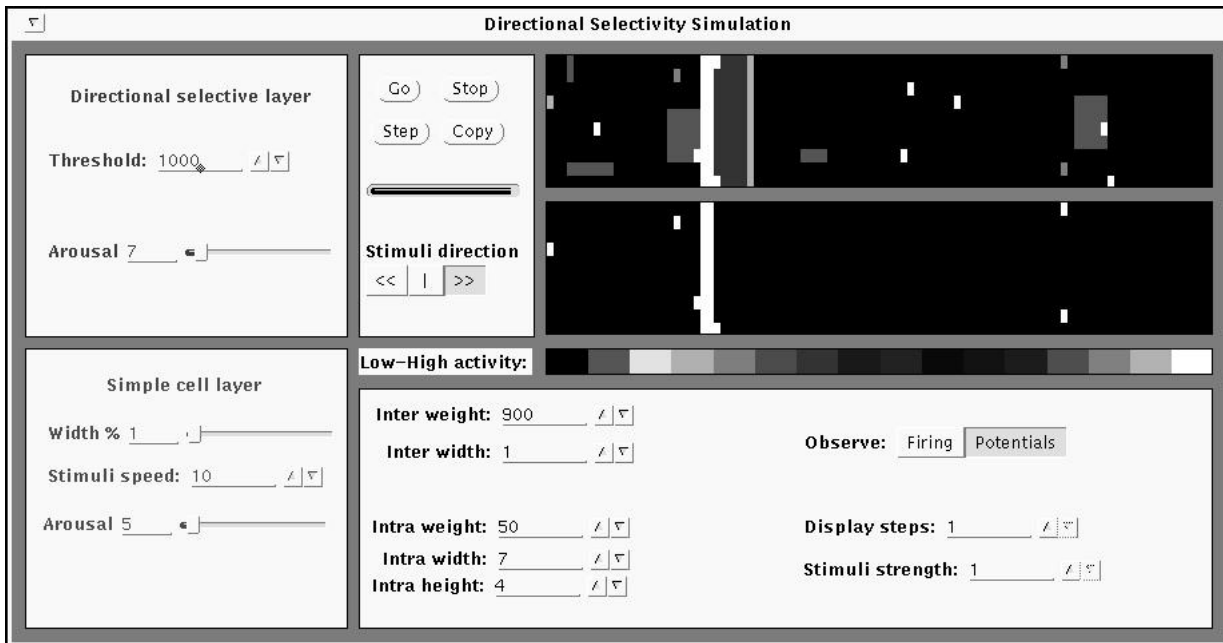 Directional Selectivity Simulation
Directional selective layer
Threshold: 1000
Arousal 7
Go Stop
Step Copy
Stimuli direction
<< | >>
Low-High activity:
Simple cell layer
Width % 1
Stimuli speed: 10
Arousal 5
Inter weight: 900
Inter width: 1
Intra weight: 50
Intra width: 7
Intra height: 4
Observe: Firing Potentials
Display steps: 1
Stimuli strength: 1